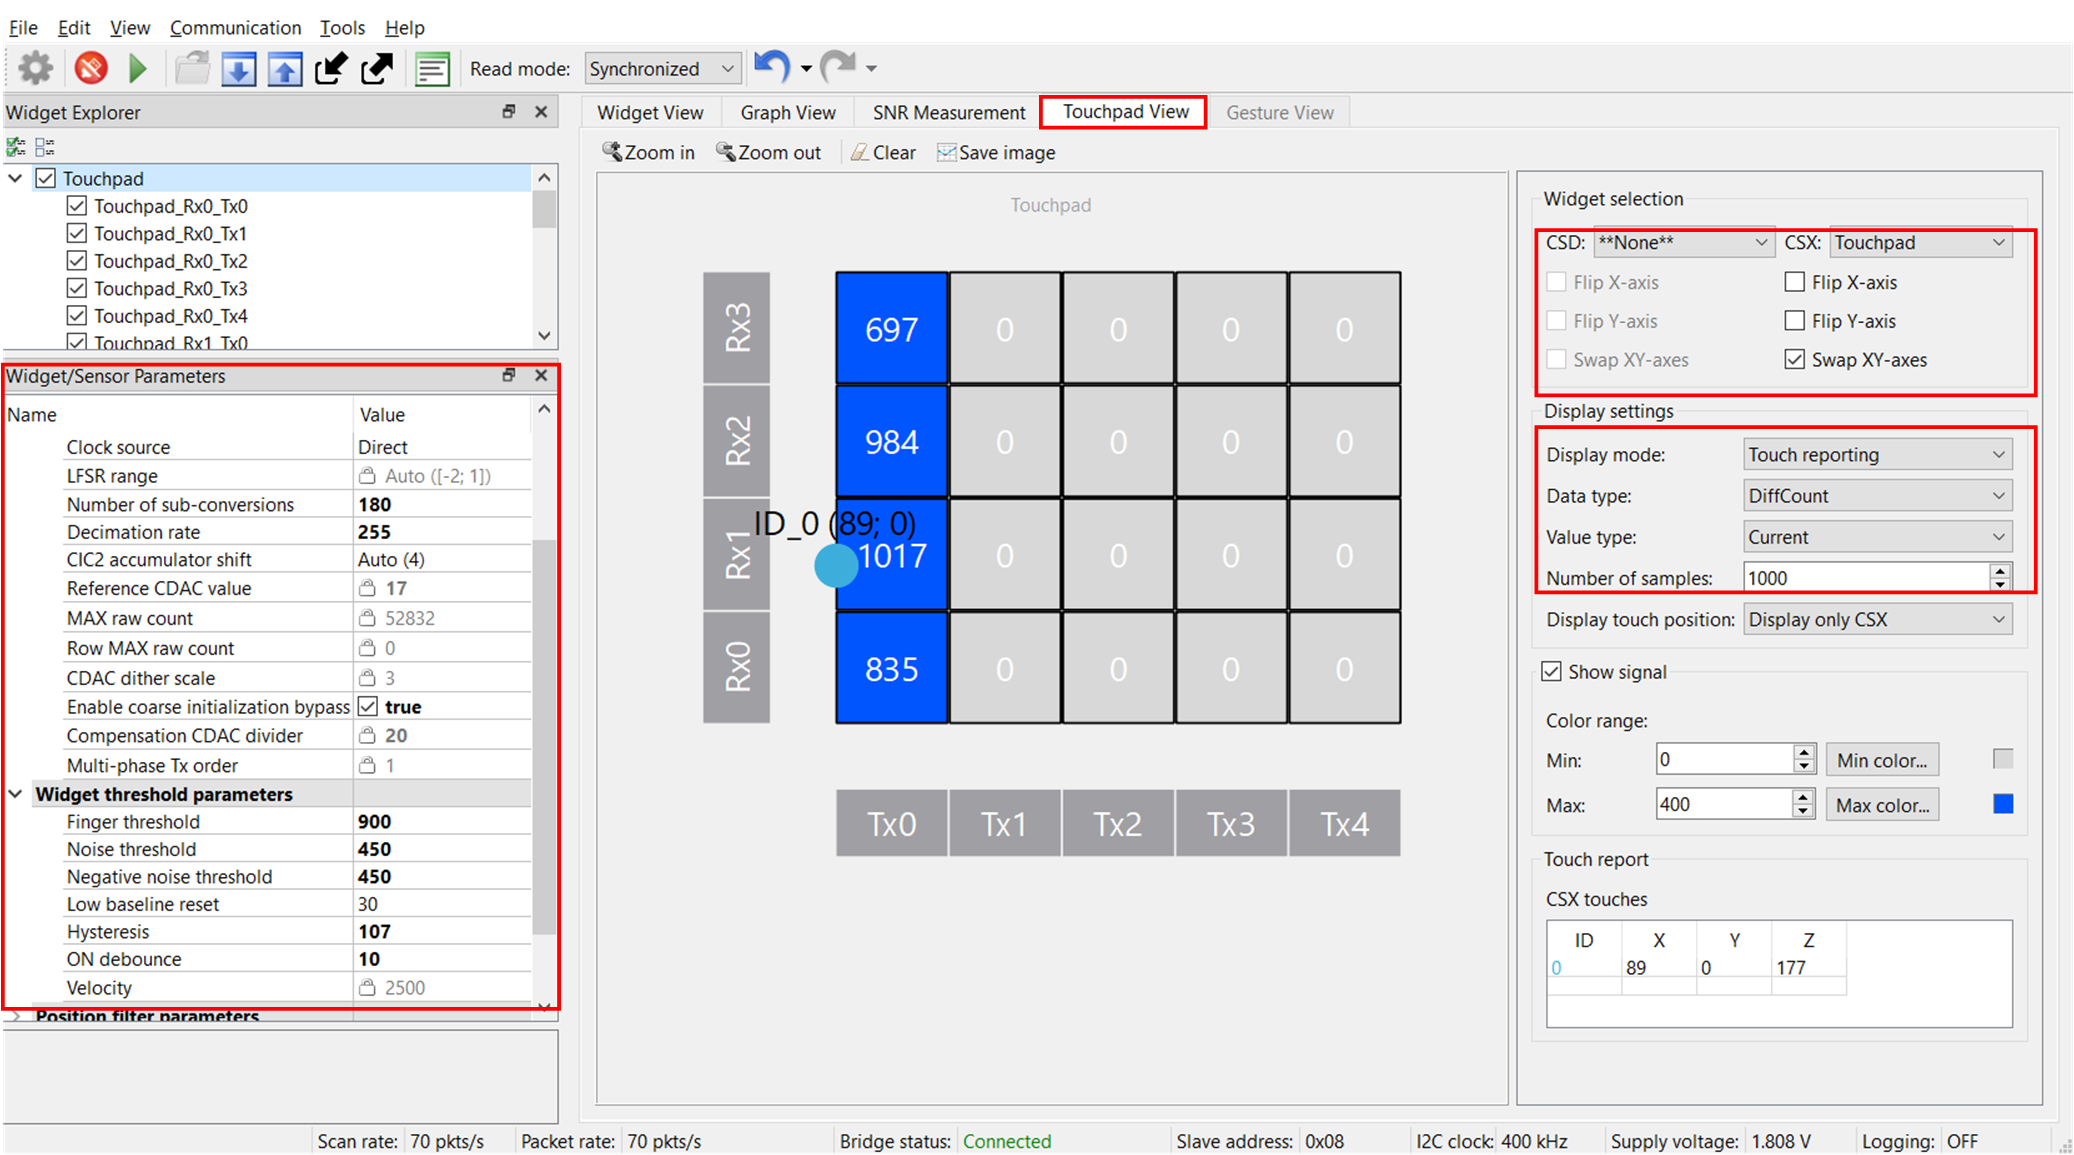 File Edit View Communication Tools Help
Read mode: Synchronized
Widget Explorer
Touchpad
Touchpad_Rx0_Tx0
Touchpad_Rx0_Tx1
Touchpad_Rx0_Tx2
Touchpad_Rx0_Tx3
Touchpad_Rx0_Tx4
Touchpad_Rx1_Tx0
Widget/Sensor Parameters
Name Value
Clock source Direct
LFSR range Auto ([-2; 1])
Number of sub-conversions 180
Decimation rate 255
CIC2 accumulator shift Auto (4)
Reference CDAC value 17
MAX raw count 52832
Row MAX raw count 0
CDAC dither scale 3
Enable coarse initialization bypass true
Compensation CDAC divider 20
Multi-phase Tx order 1
Widget threshold parameters
Finger threshold 900
Noise threshold 450
Negative noise threshold 450
Low baseline reset 30
Hysteresis 107
ON debounce 10
Velocity 2500
Position filter parameters
Widget View Graph View SNR Measurement Touchpad View Gesture View
Zoom in Zoom out Clear Save image
Touchpad
Rx3 697 0 0 0 0
Rx2 984 0 0 0 0
ID_0 (89; 0)
Rx1 1017 0 0 0 0
Rx0 835 0 0 0 0
Tx0 Tx1 Tx2 Tx3 Tx4
Widget selection
CSD: **None** CSX: Touchpad
Flip X-axis Flip X-axis
Flip Y-axis Flip Y-axis
Swap XY-axes Swap XY-axes
Display settings
Display mode: Touch reporting
Data type: DiffCount
Value type: Current
Number of samples: 1000
Display touch position: Display only CSX
Show signal
Color range:
Min: 0 Min color...
Max: 400 Max color...
Touch report
CSX touches
ID X Y Z
0 89 0 177
Scan rate: 70 pkts/s Packet rate: 70 pkts/s Bridge status: Connected Slave address: 0x08 I2C clock: 400 kHz Supply voltage: 1.808 V Logging: OFF